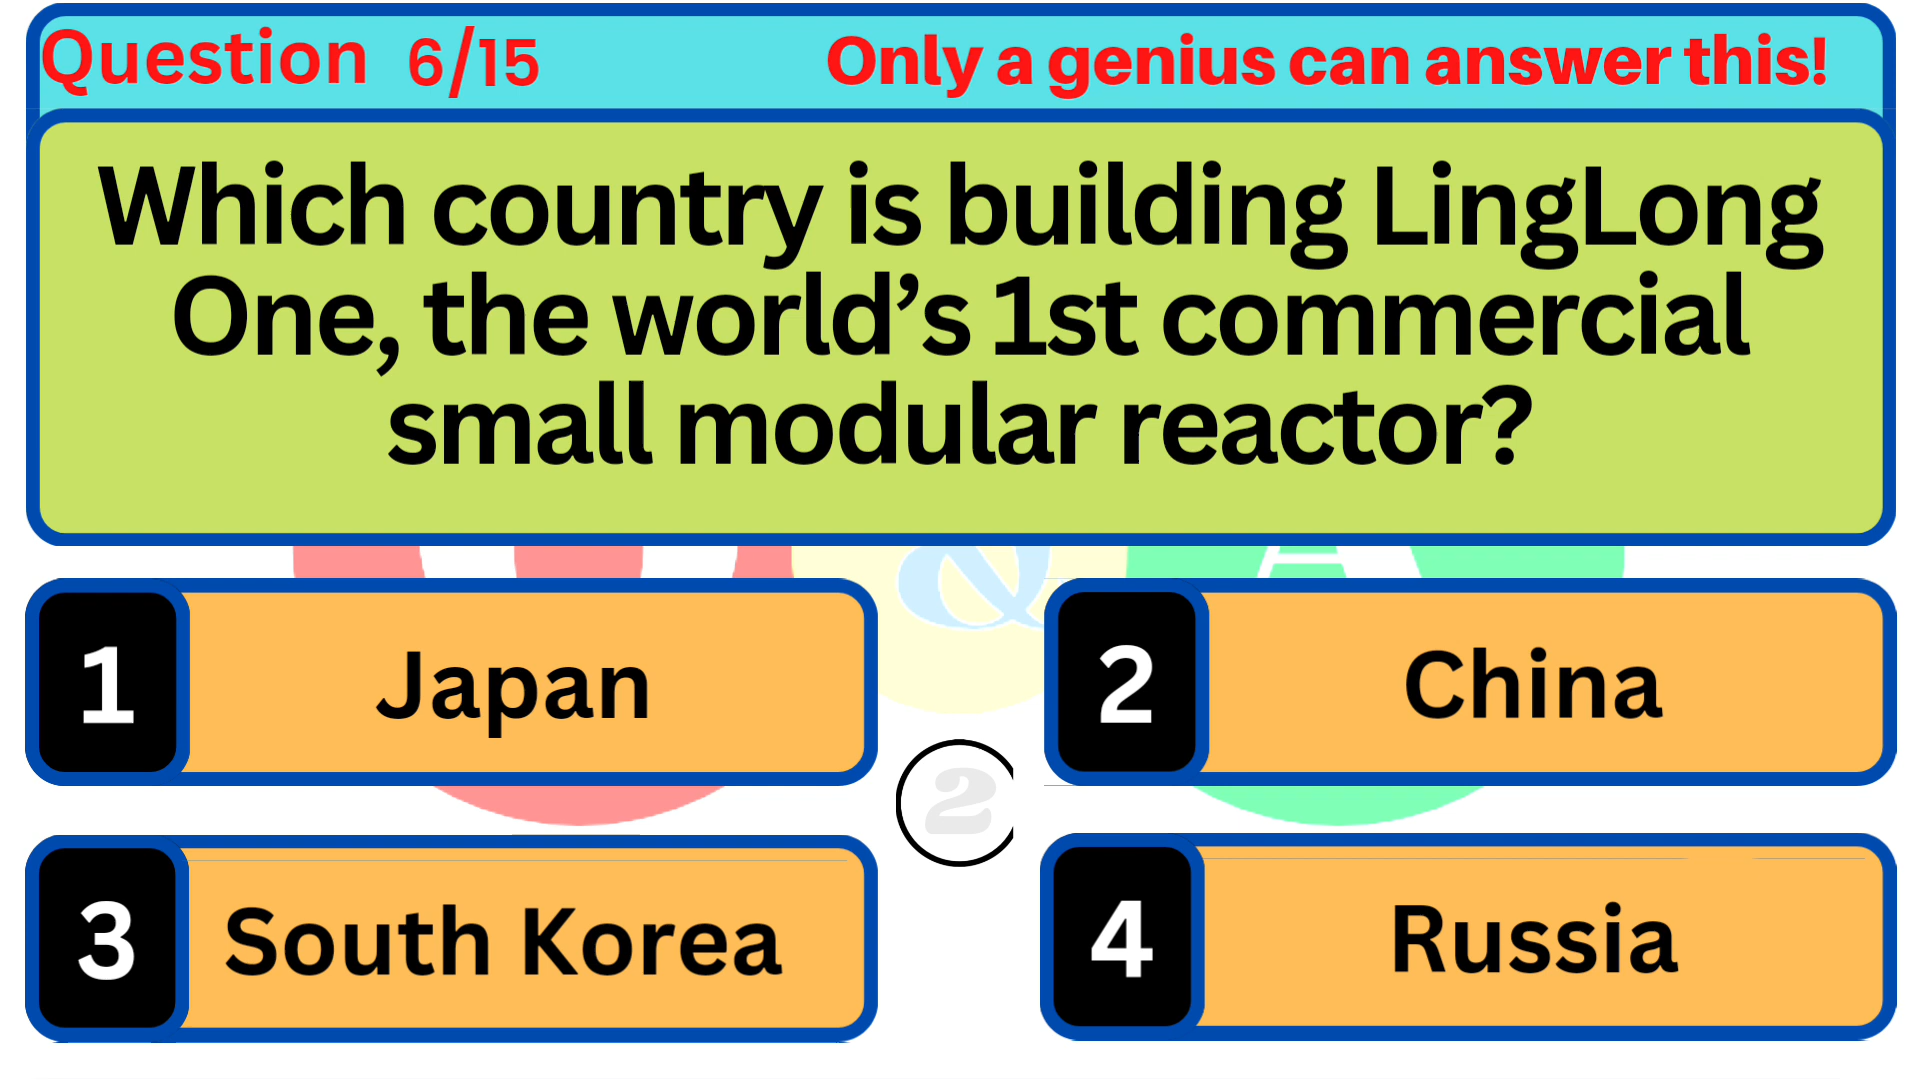 Question 6/15 Only a genius can answer this!
Which country is building LingLong
One, the world’s 1st commercial
small modular reactor?
&
1 Japan
2 China
2
3 South Korea
4 Russia